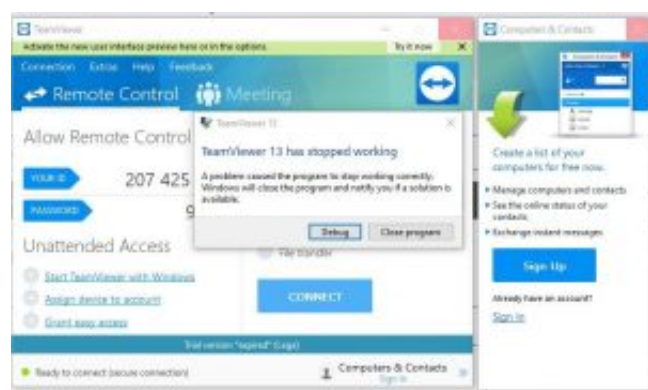 TeamViewer
Activate the new user interface preview here or in the options.
Try it now
Connection Extras Help Feedback
Remote Control
Meeting
Allow Remote Control
YOUR ID
207 425
PASSWORD
9
Unattended Access
Start TeamViewer with Windows
Assign device to account
Grant easy access
TeamViewer 13
TeamViewer 13 has stopped working
A problem caused the program to stop working correctly.
Windows will close the program and notify you if a solution is
available.
Debug
Close program
File transfer
CONNECT
Trial version "expired"
Ready to connect (secure connection)
Computers & Contacts
Sign In
Computers & Contacts
Create a list of your
computers for free now.
Manage computers and contacts
See the online status of your
contacts.
Exchange instant messages
Sign Up
Already have an account?
Sign In